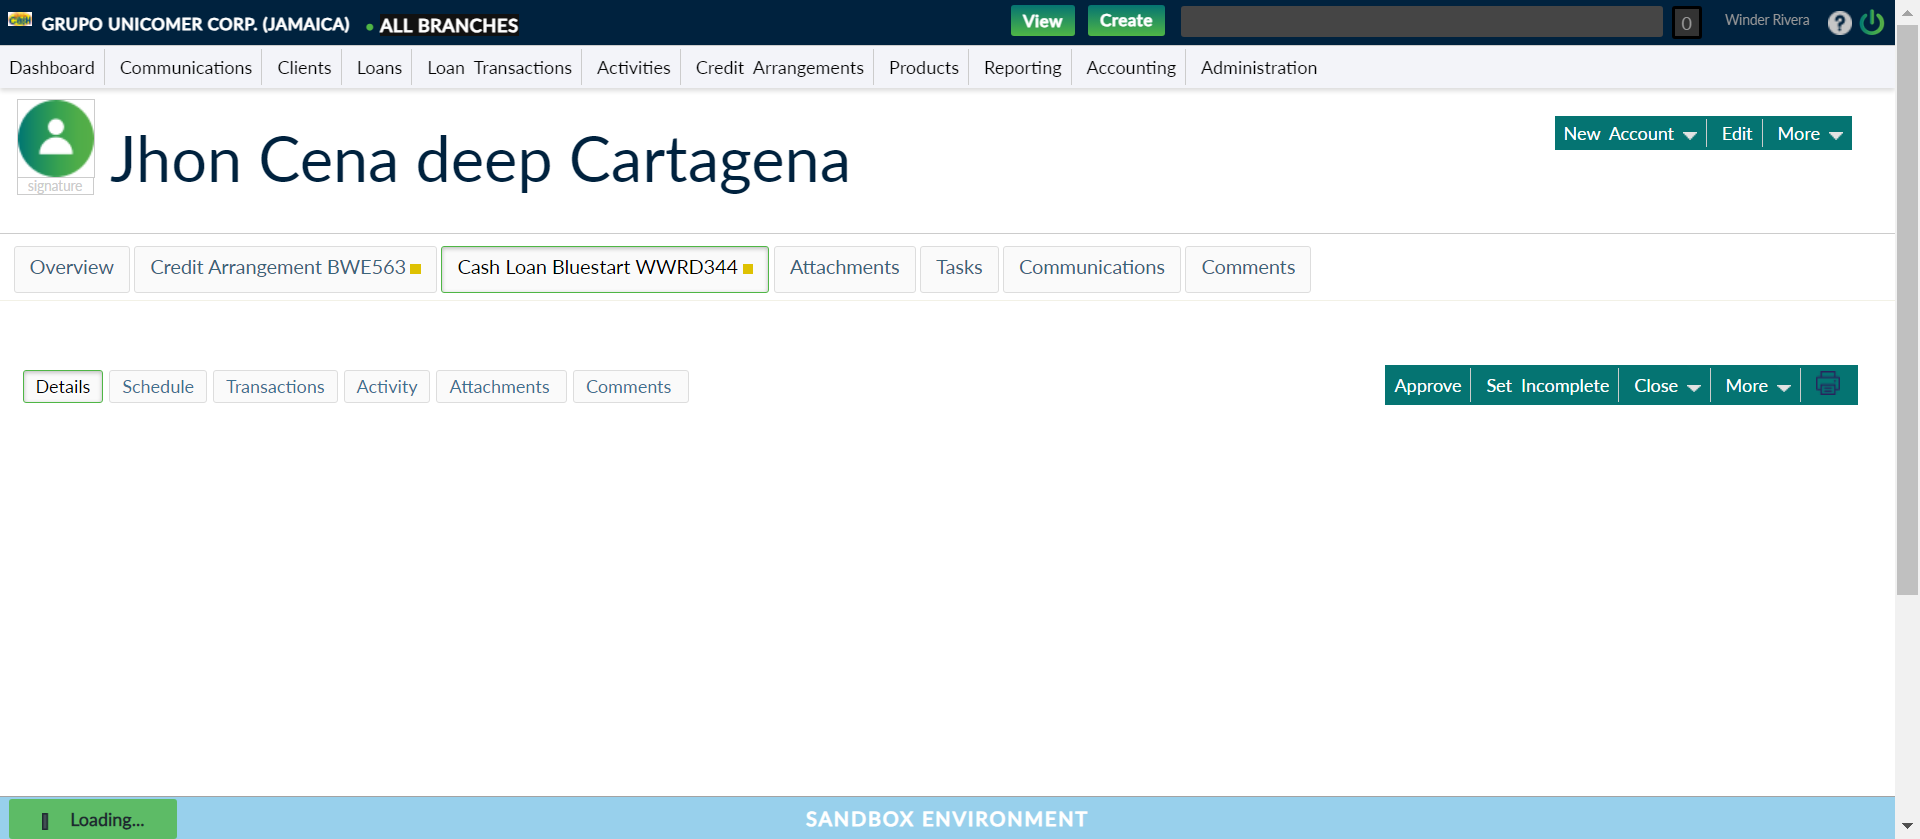 Cash GRUPO UNICOMER CORP. (JAMAICA) • ALL BRANCHES View Create 0 Winder Rivera ?
Dashboard Communications Clients Loans Loan Transactions Activities Credit Arrangements Products Reporting Accounting Administration
signature
Jhon Cena deep Cartagena
New Account Edit More
Overview Credit Arrangement BWE563 Cash Loan Bluestart WWRD344 Attachments Tasks Communications Comments
Details Schedule Transactions Activity Attachments Comments
Approve Set Incomplete Close More
Loading... SANDBOX ENVIRONMENT